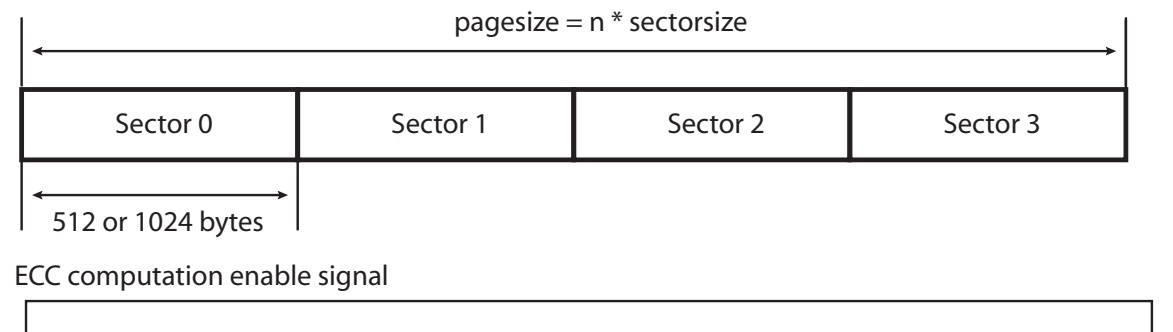 pagesize = n * sectorsize
Sector 0 Sector 1 Sector 2 Sector 3
512 or 1024 bytes
ECC computation enable signal